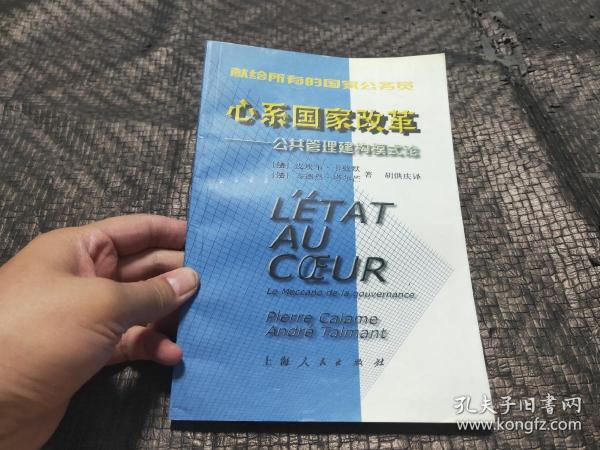 献给所有的国家公务员
心系国家改革
——公共管理建构模式论
[法] 皮埃尔·卡蓝默
[法] 安德烈·塔尔芒 著 胡洪庆译
L'ÉTAT
AU
CŒUR
Le Meccano de la gouvernance
Pierre Calame
André Talmant
上海人民出版社
孔夫子旧书网
www.kongfz.com